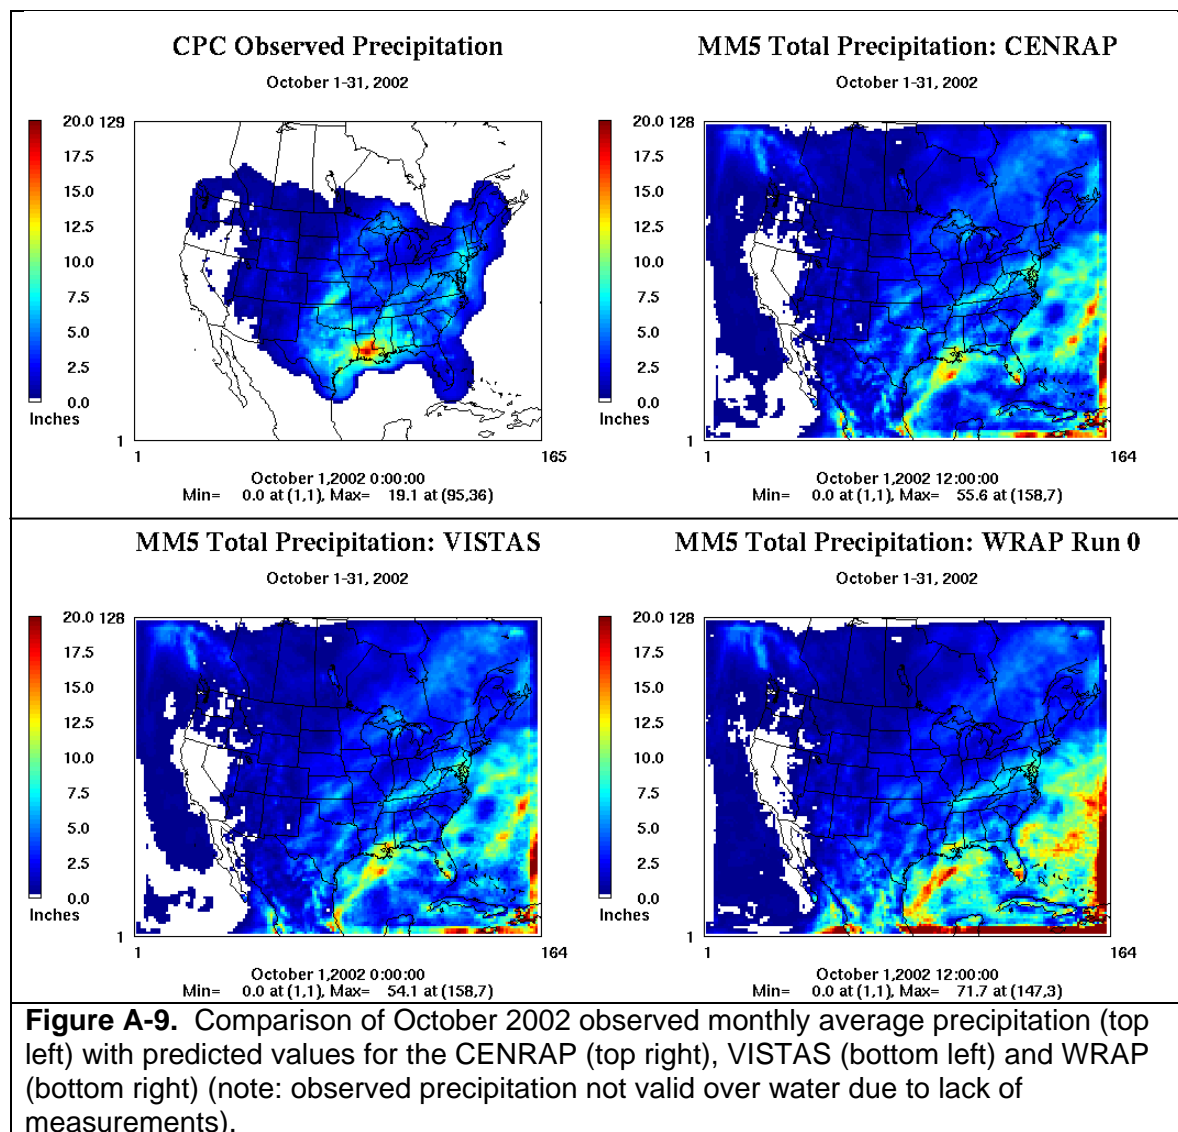 CPC Observed Precipitation
October 1-31, 2002
20.0
17.5
15.0
12.5
10.0
7.5
5.0
2.5
0.0
Inches
129
1
1
165
October 1,2002 0:00:00
Min= 0.0 at (1,1), Max= 19.1 at (95,36)
MM5 Total Precipitation: CENRAP
October 1-31, 2002
20.0
17.5
15.0
12.5
10.0
7.5
5.0
2.5
0.0
Inches
128
1
1
164
October 1,2002 12:00:00
Min= 0.0 at (1,1), Max= 55.6 at (158,7)
MM5 Total Precipitation: VISTAS
October 1-31, 2002
20.0
17.5
15.0
12.5
10.0
7.5
5.0
2.5
0.0
Inches
128
1
1
164
October 1,2002 0:00:00
Min= 0.0 at (1,1), Max= 54.1 at (158,7)
MM5 Total Precipitation: WRAP Run 0
October 1-31, 2002
20.0
17.5
15.0
12.5
10.0
7.5
5.0
2.5
0.0
Inches
128
1
1
164
October 1,2002 12:00:00
Min= 0.0 at (1,1), Max= 71.7 at (147,3)
Figure A-9. Comparison of October 2002 observed monthly average precipitation (top
left) with predicted values for the CENRAP (top right), VISTAS (bottom left) and WRAP
(bottom right) (note: observed precipitation not valid over water due to lack of
measurements).